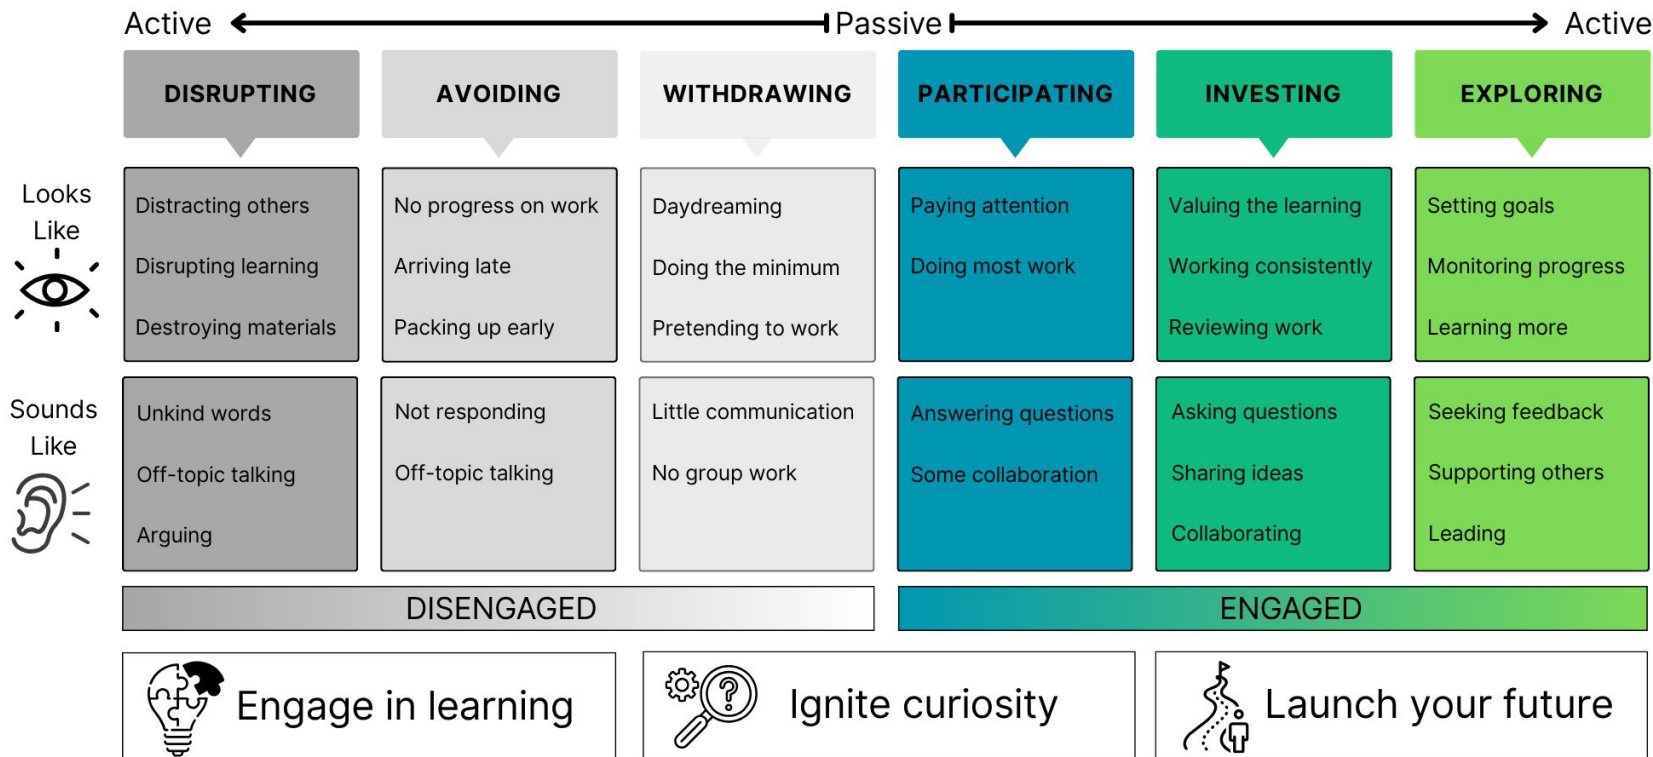 Active Passive Active
DISRUPTING AVOIDING WITHDRAWING PARTICIPATING INVESTING EXPLORING
Looks
Like
Distracting others
Disrupting learning
Destroying materials
No progress on work
Arriving late
Packing up early
Daydreaming
Doing the minimum
Pretending to work
Paying attention
Doing most work
Valuing the learning
Working consistently
Reviewing work
Setting goals
Monitoring progress
Learning more
Sounds
Like
Unkind words
Off-topic talking
Arguing
Not responding
Off-topic talking
Little communication
No group work
Answering questions
Some collaboration
Asking questions
Sharing ideas
Collaborating
Seeking feedback
Supporting others
Leading
DISENGAGED ENGAGED
?
Engage in learning Ignite curiosity Launch your future